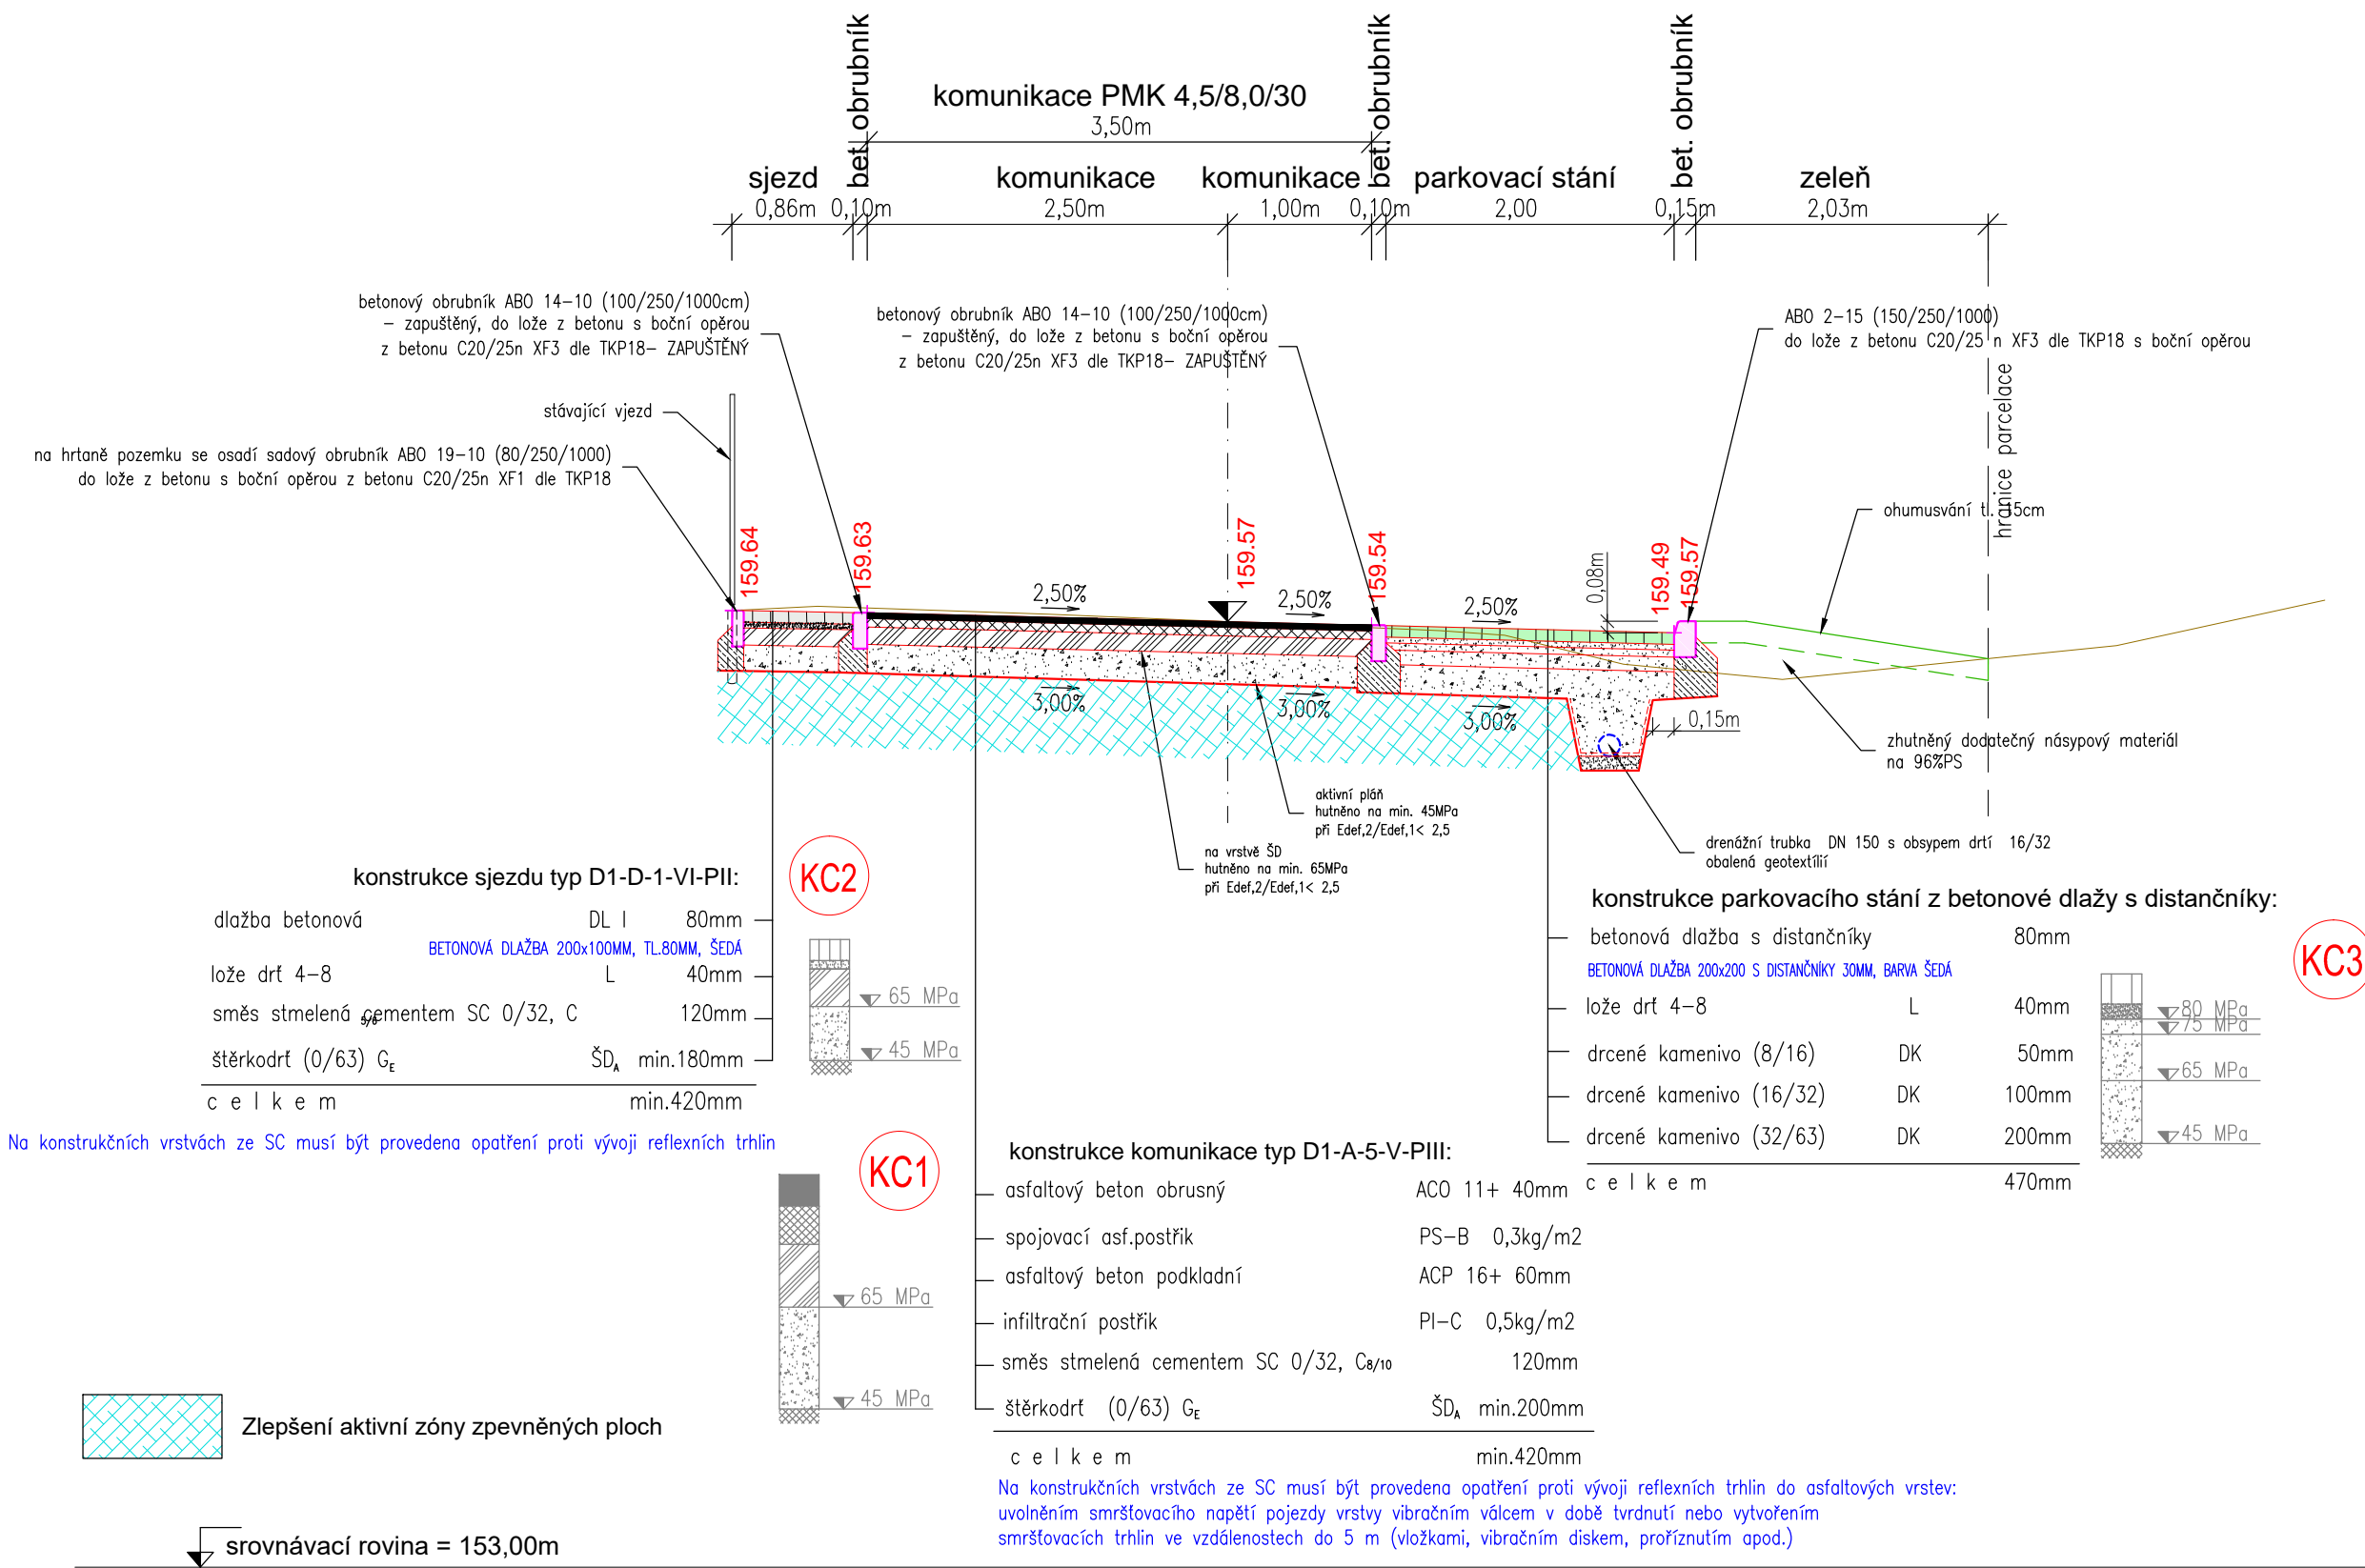 bet. obrubník
bet. obrubník
bet. obrubník
komunikace PMK 4,5/8,0/30
3,50m
sjezd
komunikace
komunikace
parkovací stání
zeleň
0,86m
0,10m
2,50m
1,00m
0,10m
2,00
0,15m
2,03m
betonový obrubník ABO 14-10 (100/250/1000cm)
- zapuštěný, do lože z betonu s boční opěrou
z betonu C20/25n XF3 dle TKP18- ZAPUŠTĚNÝ
betonový obrubník ABO 14-10 (100/250/1000cm)
- zapuštěný, do lože z betonu s boční opěrou
z betonu C20/25n XF3 dle TKP18- ZAPUŠTĚNÝ
ABO 2-15 (150/250/1000)
do lože z betonu C20/25 n XF3 dle TKP18 s boční opěrou
hranice parcelace
stávající vjezd
na hrtaně pozemku se osadí sadový obrubník ABO 19-10 (80/250/1000)
do lože z betonu s boční opěrou z betonu C20/25n XF1 dle TKP18
ohumusvání tl. 15cm
159.64
159.63
159.57
159.54
159.49
159.57
0,08m
2,50%
2,50%
2,50%
3,00%
3,00%
3,00%
0,15m
zhutněný dodatečný násypový materiál
na 96%PS
aktivní pláň
hutněno na min. 45MPa
při Edef,2/Edef,1< 2,5
na vrstvě ŠD
hutněno na min. 65MPa
při Edef,2/Edef,1< 2,5
drenážní trubka DN 150 s obsypem drtí 16/32
obalená geotextílií
konstrukce sjezdu typ D1-D-1-VI-PII:
KC2
dlažba betonová DL I 80mm
BETONOVÁ DLAŽBA 200x100MM, TL.80MM, ŠEDÁ
lože drť 4-8 L 40mm
směs stmelená cementem SC 0/32, C 5/6 120mm
štěrkodrť (0/63) GE ŠDA min.180mm
celkem min.420mm
65 MPa
45 MPa
Na konstrukčních vrstvách ze SC musí být provedena opatření proti vývoji reflexních trhlin
konstrukce parkovacího stání z betonové dlažy s distančníky:
KC3
betonová dlažba s distančníky 80mm
BETONOVÁ DLAŽBA 200x200 S DISTANČNÍKY 30MM, BARVA ŠEDÁ
lože drť 4-8 L 40mm
drcené kamenivo (8/16) DK 50mm
drcené kamenivo (16/32) DK 100mm
drcené kamenivo (32/63) DK 200mm
celkem 470mm
80 MPa
75 MPa
65 MPa
45 MPa
KC1
konstrukce komunikace typ D1-A-5-V-PIII:
asfaltový beton obrusný ACO 11+ 40mm
spojovací asf.postřik PS-B 0,3kg/m2
asfaltový beton podkladní ACP 16+ 60mm
infiltrační postřik PI-C 0,5kg/m2
směs stmelená cementem SC 0/32, C8/10 120mm
štěrkodrť (0/63) GE ŠDA min.200mm
celkem min.420mm
65 MPa
45 MPa
Na konstrukčních vrstvách ze SC musí být provedena opatření proti vývoji reflexních trhlin do asfaltových vrstev:
uvolněním smršťovacího napětí pojezdy vrstvy vibračním válcem v době tvrdnutí nebo vytvořením
smršťovacích trhlin ve vzdálenostech do 5 m (vložkami, vibračním diskem, proříznutím apod.)
Zlepšení aktivní zóny zpevněných ploch
srovnávací rovina = 153,00m